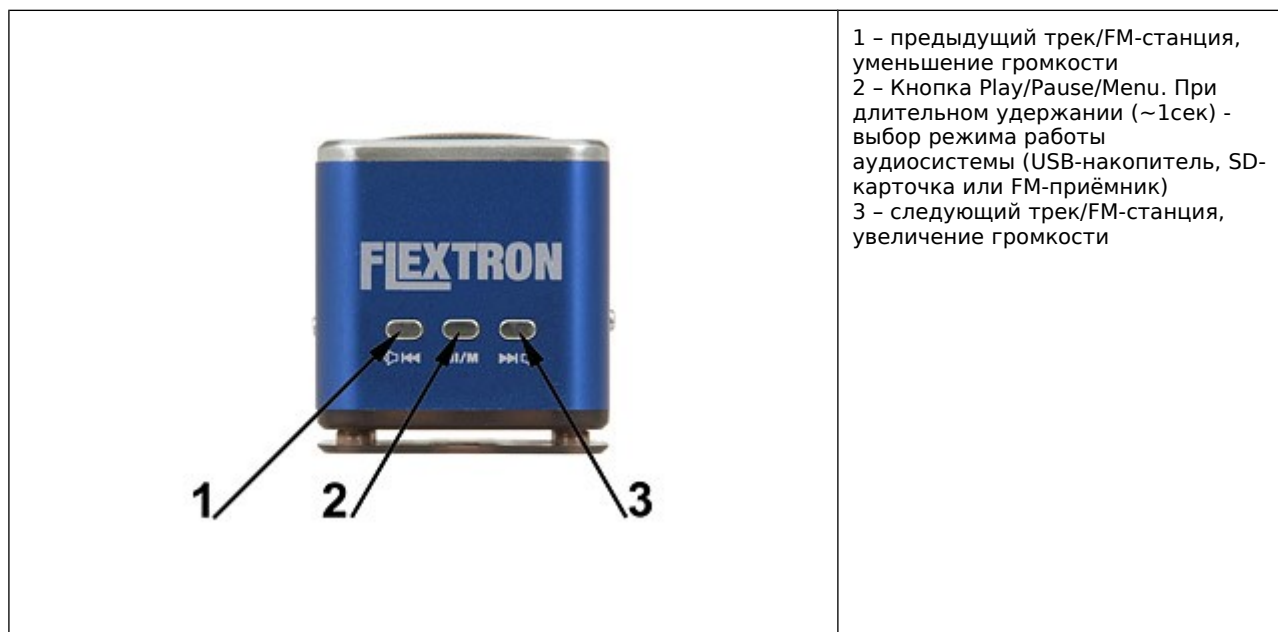 FLEXTRON
1
2
3
1 – предыдущий трек/FM-станция,
уменьшение громкости
2 – Кнопка Play/Pause/Menu. При
длительном удержании (~1сек) -
выбор режима работы
аудиосистемы (USB-накопитель, SD-
карточка или FM-приёмник)
3 – следующий трек/FM-станция,
увеличение громкости